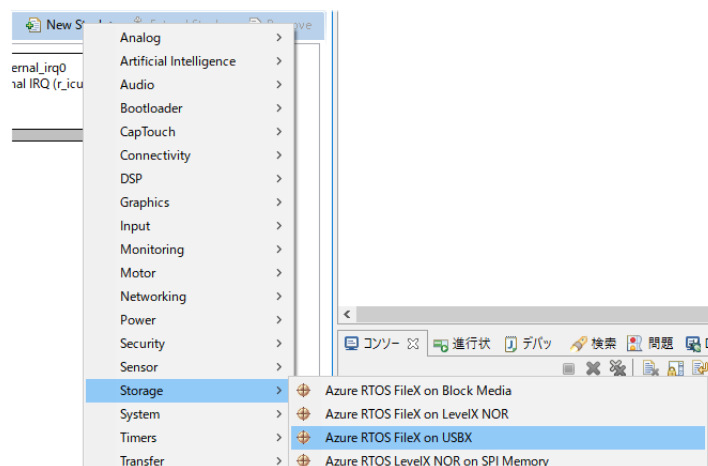 New
ernal_irq0
nal IRQ (r_icu
Analog
Artificial Intelligence
Audio
Bootloader
CapTouch
Connectivity
DSP
Graphics
Input
Monitoring
Motor
Networking
Power
Security
Sensor
Storage
System
Timers
Transfer
コンソー 進行状 デバッ 検索 問題
Azure RTOS FileX on Block Media
Azure RTOS FileX on LevelX NOR
Azure RTOS FileX on USBX
Azure RTOS LevelX NOR on SPI Memory